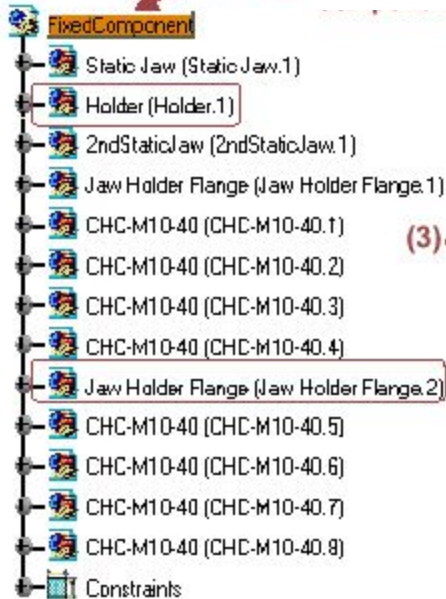 FixedComponent
Static Jaw (Static Jaw.1)
Holder (Holder.1)
2ndStaticJaw (2ndStaticJaw.1)
Jaw Holder Flange (Jaw Holder Flange.1)
CHC-M10-40 (CHC-M10-40.1)
(3)
CHC-M10-40 (CHC-M10-40.2)
CHC-M10-40 (CHC-M10-40.3)
CHC-M10-40 (CHC-M10-40.4)
Jaw Holder Flange (Jaw Holder Flange.2)
CHC-M10-40 (CHC-M10-40.5)
CHC-M10-40 (CHC-M10-40.6)
CHC-M10-40 (CHC-M10-40.7)
CHC-M10-40 (CHC-M10-40.8)
Constraints